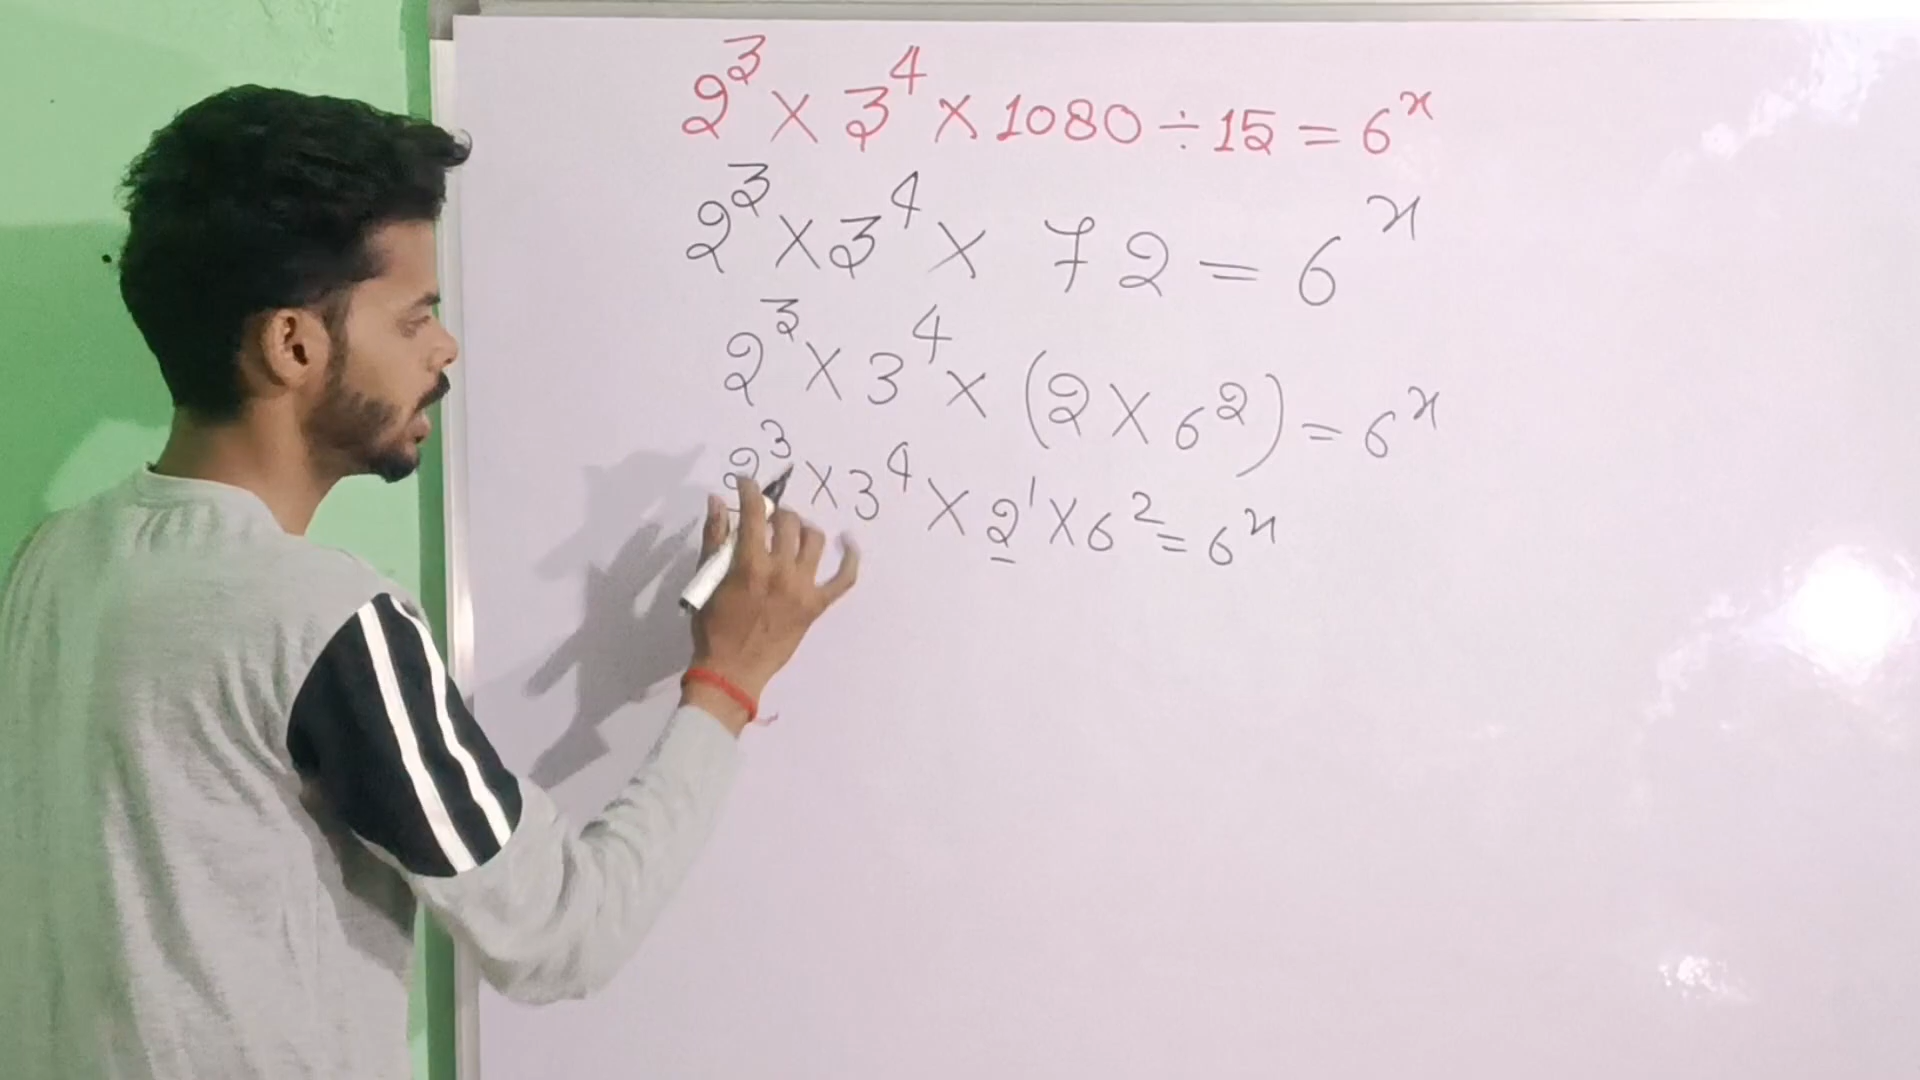 2³ × 3⁴ × 1080 ÷ 15 = 6ˣ
2³ × 3⁴ × 72 = 6ˣ
2³ × 3⁴ × (2 × 6²) = 6ˣ
2³ × 3⁴ × 2¹ × 6² = 6ˣ